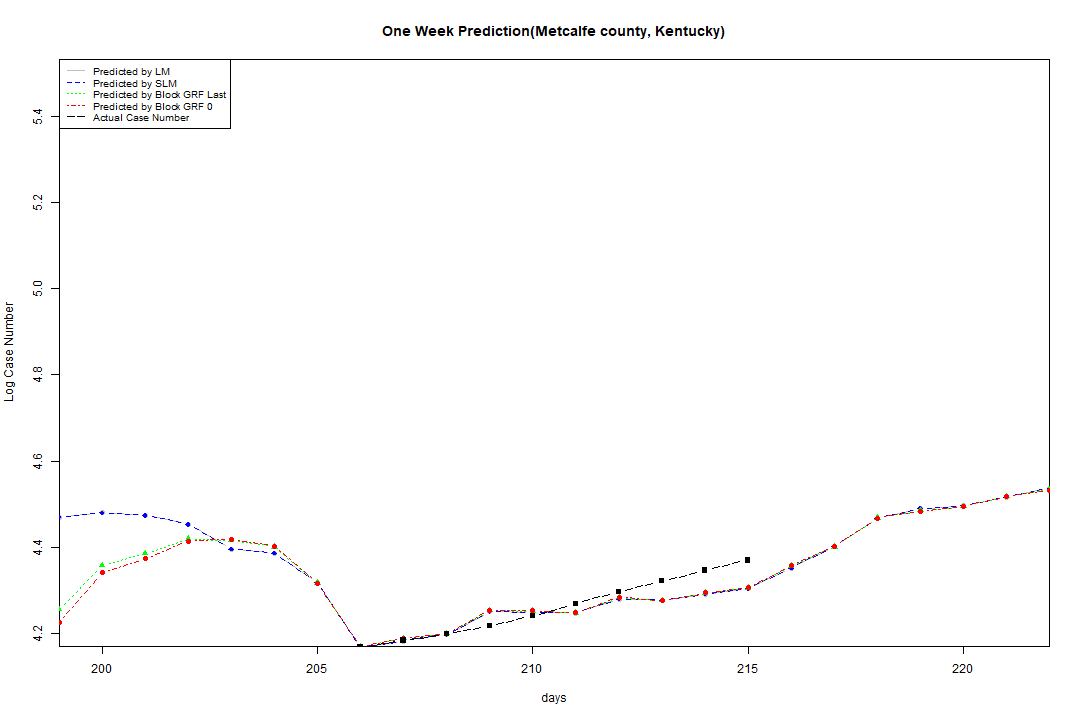 One Week Prediction(Metcalfe county, Kentucky)
Predicted by LM
Predicted by SLM
Predicted by Block GRF Last
Predicted by Block GRF 0
Actual Case Number
5.4
5.2
5.0
4.8
4.6
4.4
4.2
Log Case Number
200 205 210 215 220
days